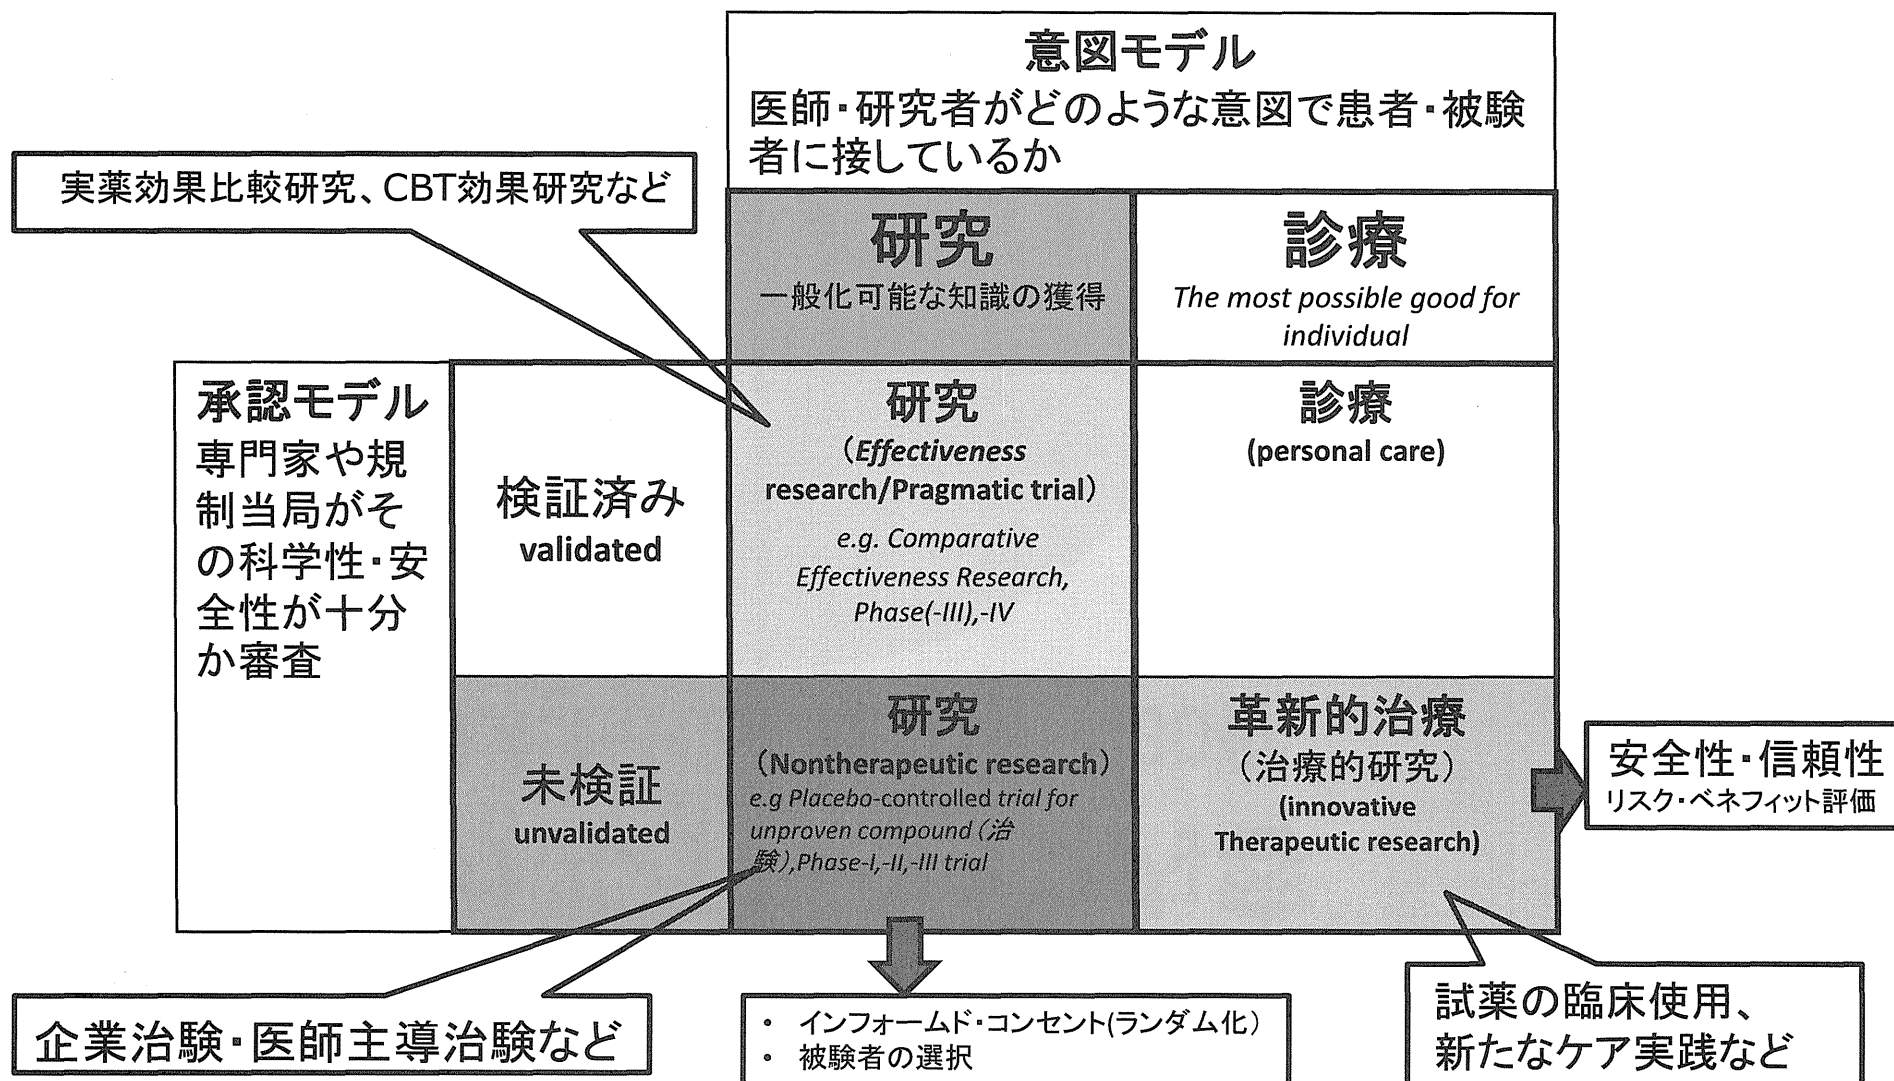 意図モデル
医師・研究者がどのような意図で患者・被験
者に接しているか
実薬効果比較研究、CBT効果研究など
研究
一般化可能な知識の獲得
診療
The most possible good for
individual
承認モデル
専門家や規
制当局がそ
の科学性・安
全性が十分
か審査
検証済み
validated
研究
（Effectiveness
research/Pragmatic trial）
e.g. Comparative
Effectiveness Research,
Phase(-III),-IV
診療
(personal care)
未検証
unvalidated
研究
（Nontherapeutic research）
e.g Placebo-controlled trial for
unproven compound（治
験）,Phase-I,-II,-III trial
革新的治療
（治療的研究）
(innovative
Therapeutic research)
安全性・信頼性
リスク・ベネフィット評価
企業治験・医師主導治験など
・ インフォームド・コンセント(ランダム化）
・ 被験者の選択
試薬の臨床使用、
新たなケア実践など